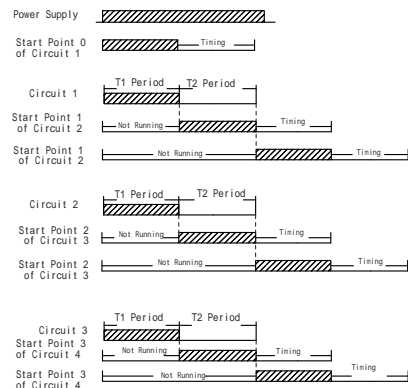 Power Supply
Start Point 0
of Circuit 1
Timing
T1 Period
T2 Period
Circuit 1
Start Point 1
of Circuit 2
Not Running
Timing
Start Point 1
of Circuit 2
Not Running
Timing
T1 Period
T2 Period
Circuit 2
Start Point 2
of Circuit 3
Not Running
Timing
Start Point 2
of Circuit 3
Not Running
Timing
T1 Period
T2 Period
Circuit 3
Start Point 3
of Circuit 4
Not Running
Timing
Start Point 3
of Circuit 4
Not Running
Timing